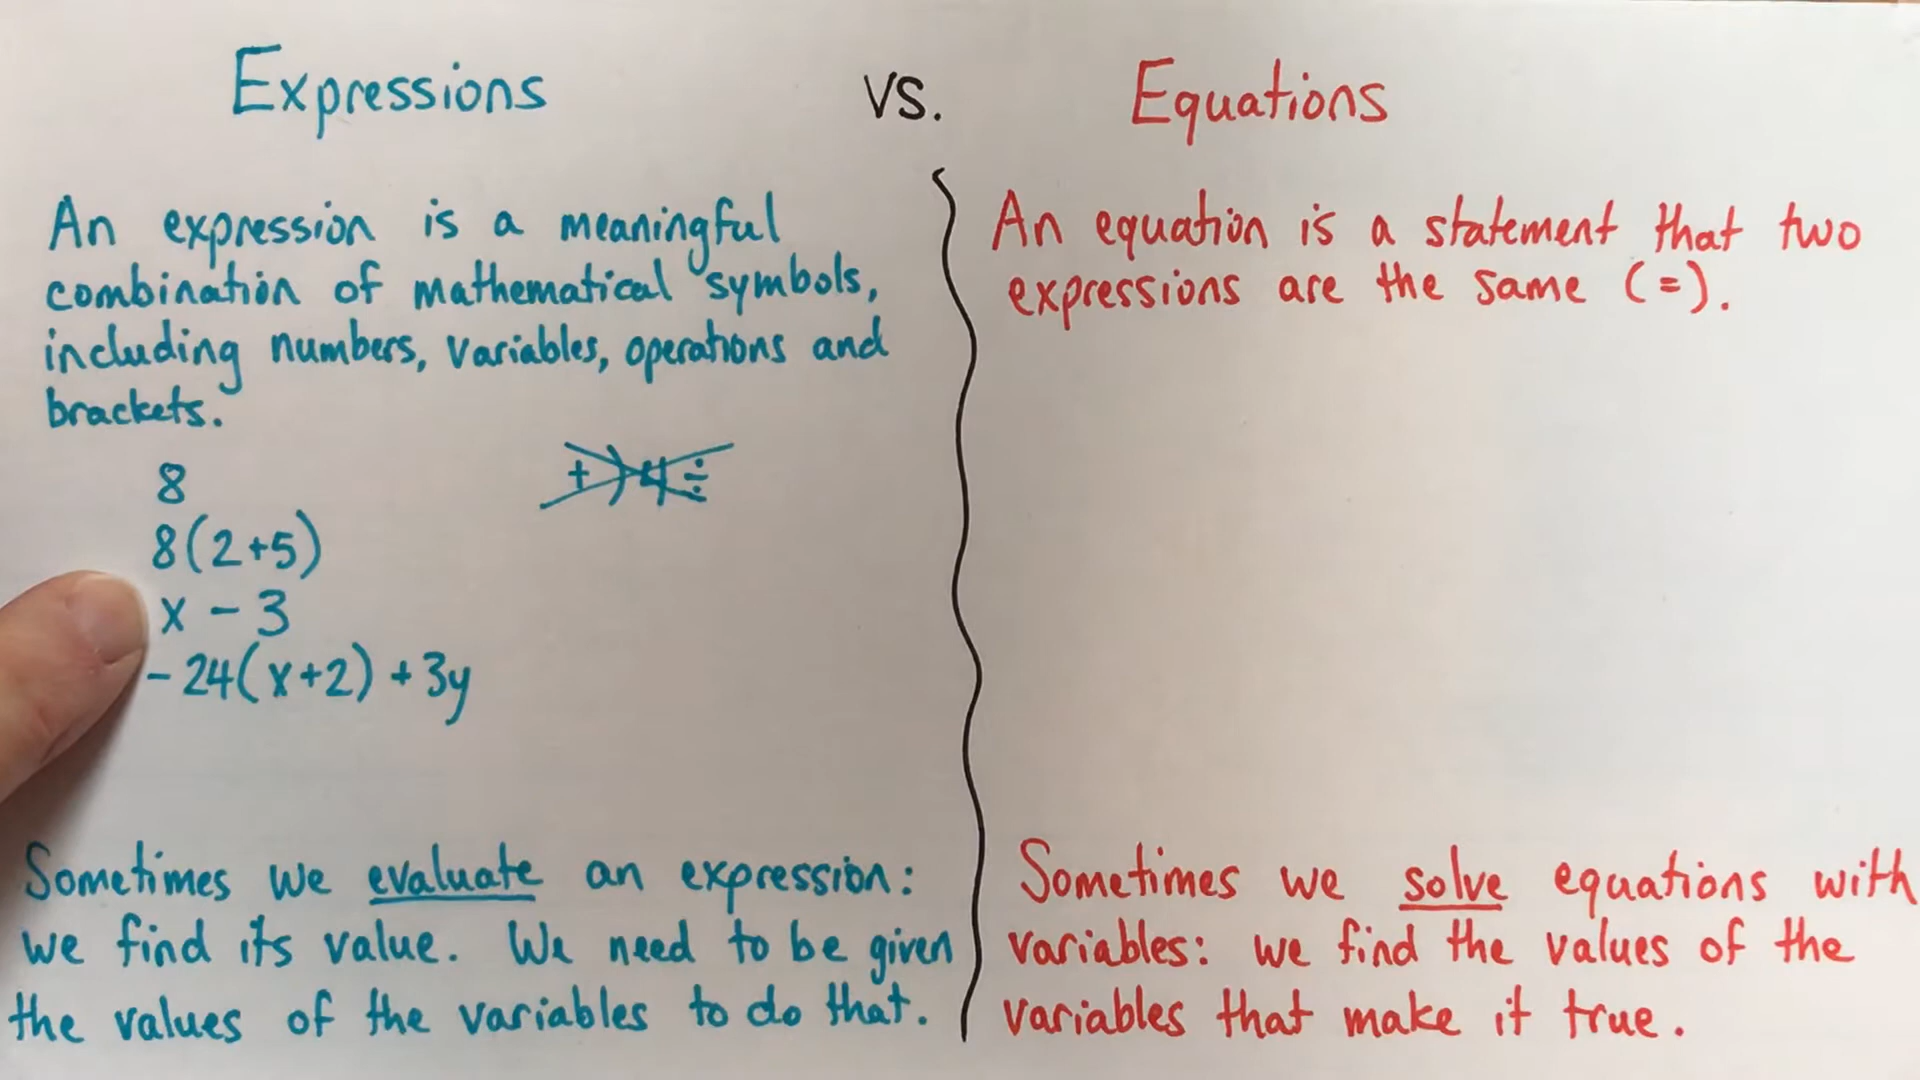 Expressions vs. Equations
An expression is a meaningful
combination of mathematical symbols,
including numbers, variables, operations and
brackets.
8
8(2+5)
x - 3
-24(x+2) + 3y
+)4÷
Sometimes we evaluate an expression:
we find its value. We need to be given
the values of the variables to do that.
An equation is a statement that two
expressions are the same (=).
Sometimes we solve equations with
variables: we find the values of the
variables that make it true.